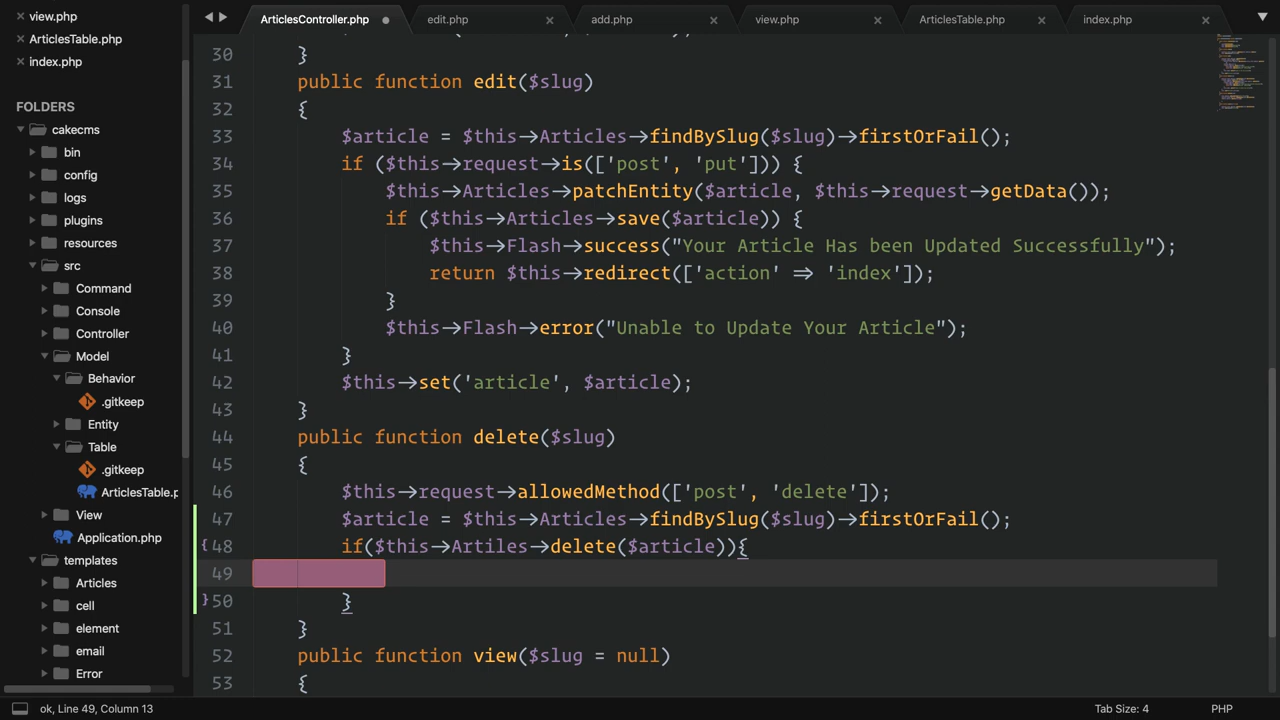 view.php
ArticlesTable.php
index.php
FOLDERS
cakecms
bin
config
logs
plugins
resources
src
Command
Console
Controller
Model
Behavior
.gitkeep
Entity
Table
.gitkeep
ArticlesTable.p
View
Application.php
templates
Articles
cell
element
email
Error
ArticlesController.php
edit.php
add.php
view.php
ArticlesTable.php
index.php
30 }
31 public function edit($slug)
32 {
33 $article = $this->Articles->findBySlug($slug)->firstOrFail();
34 if ($this->request->is(['post', 'put'])) {
35 $this->Articles->patchEntity($article, $this->request->getData());
36 if ($this->Articles->save($article)) {
37 $this->Flash->success("Your Article Has been Updated Successfully");
38 return $this->redirect(['action' => 'index']);
39 }
40 $this->Flash->error("Unable to Update Your Article");
41 }
42 $this->set('article', $article);
43 }
44 public function delete($slug)
45 {
46 $this->request->allowedMethod(['post', 'delete']);
47 $article = $this->Articles->findBySlug($slug)->firstOrFail();
48 if($this->Artiles->delete($article)){
49
50 }
51 }
52 public function view($slug = null)
53 {
ok, Line 49, Column 13
Tab Size: 4
PHP